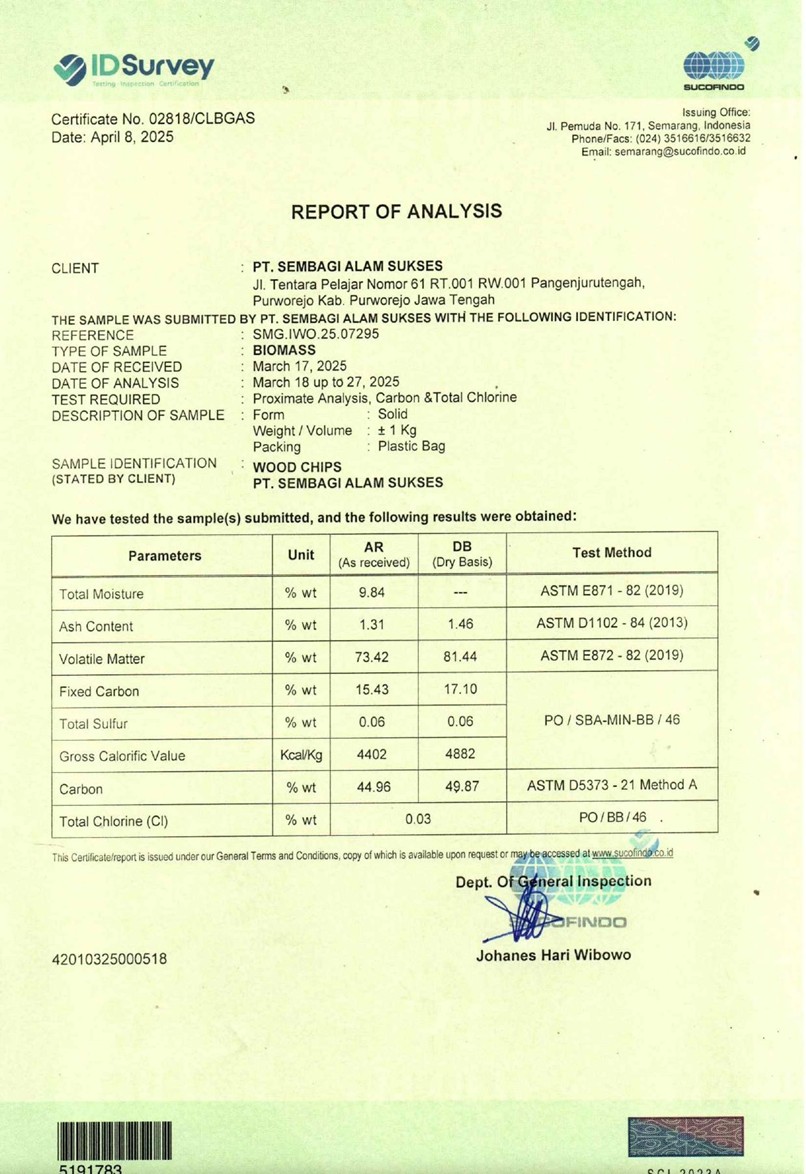 IDSurvey
Testing Inspection Certification
SUCOFINDO
Certificate No. 02818/CLBGAS
Date: April 8, 2025
Issuing Office:
Jl. Pemuda No. 171, Semarang, Indonesia
Phone/Facs: (024) 3516616/3516632
Email: semarang@sucofindo.co.id
REPORT OF ANALYSIS
CLIENT : PT. SEMBAGI ALAM SUKSES
Jl. Tentara Pelajar Nomor 61 RT.001 RW.001 Pangenjurutengah,
Purworejo Kab. Purworejo Jawa Tengah
THE SAMPLE WAS SUBMITTED BY PT. SEMBAGI ALAM SUKSES WITH THE FOLLOWING IDENTIFICATION:
REFERENCE : SMG.IWO.25.07295
TYPE OF SAMPLE : BIOMASS
DATE OF RECEIVED : March 17, 2025
DATE OF ANALYSIS : March 18 up to 27, 2025
TEST REQUIRED : Proximate Analysis, Carbon &Total Chlorine
DESCRIPTION OF SAMPLE : Form : Solid
Weight / Volume : ± 1 Kg
Packing : Plastic Bag
SAMPLE IDENTIFICATION : WOOD CHIPS
(STATED BY CLIENT) PT. SEMBAGI ALAM SUKSES
We have tested the sample(s) submitted, and the following results were obtained:
Parameters Unit AR (As received) DB (Dry Basis) Test Method
Total Moisture % wt 9.84 --- ASTM E871 - 82 (2019)
Ash Content % wt 1.31 1.46 ASTM D1102 - 84 (2013)
Volatile Matter % wt 73.42 81.44 ASTM E872 - 82 (2019)
Fixed Carbon % wt 15.43 17.10
Total Sulfur % wt 0.06 0.06 PO / SBA-MIN-BB / 46
Gross Calorific Value Kcal/Kg 4402 4882
Carbon % wt 44.96 49.87 ASTM D5373 - 21 Method A
Total Chlorine (Cl) % wt 0.03 PO / BB / 46
This Certificate/report is issued under our General Terms and Conditions, copy of which is available upon request or may be accessed at www.sucofindo.co.id
Dept. Of General Inspection
SUCOFINDO
Johanes Hari Wibowo
42010325000518
5191783
SCI 2023A